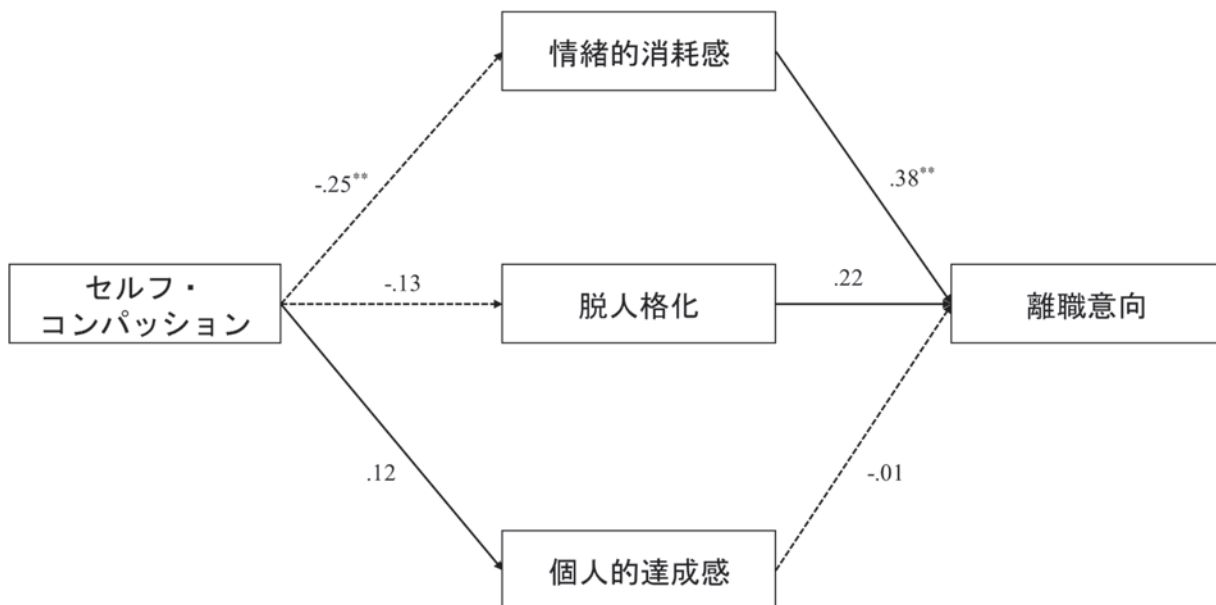 情緒的消耗感
-.25**
.38**
セルフ・
コンパッション
-.13
脱人格化
.22
離職意向
.12
-.01
個人的達成感